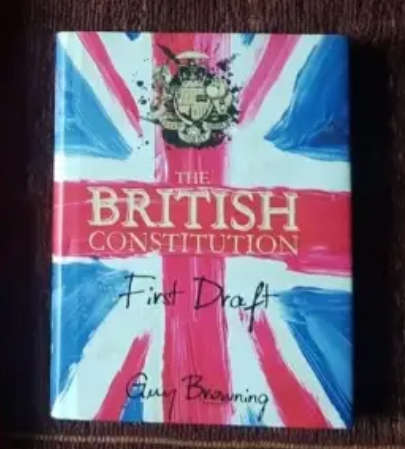 THE
BRITISH
CONSTITUTION
First Draft
Guy Browning